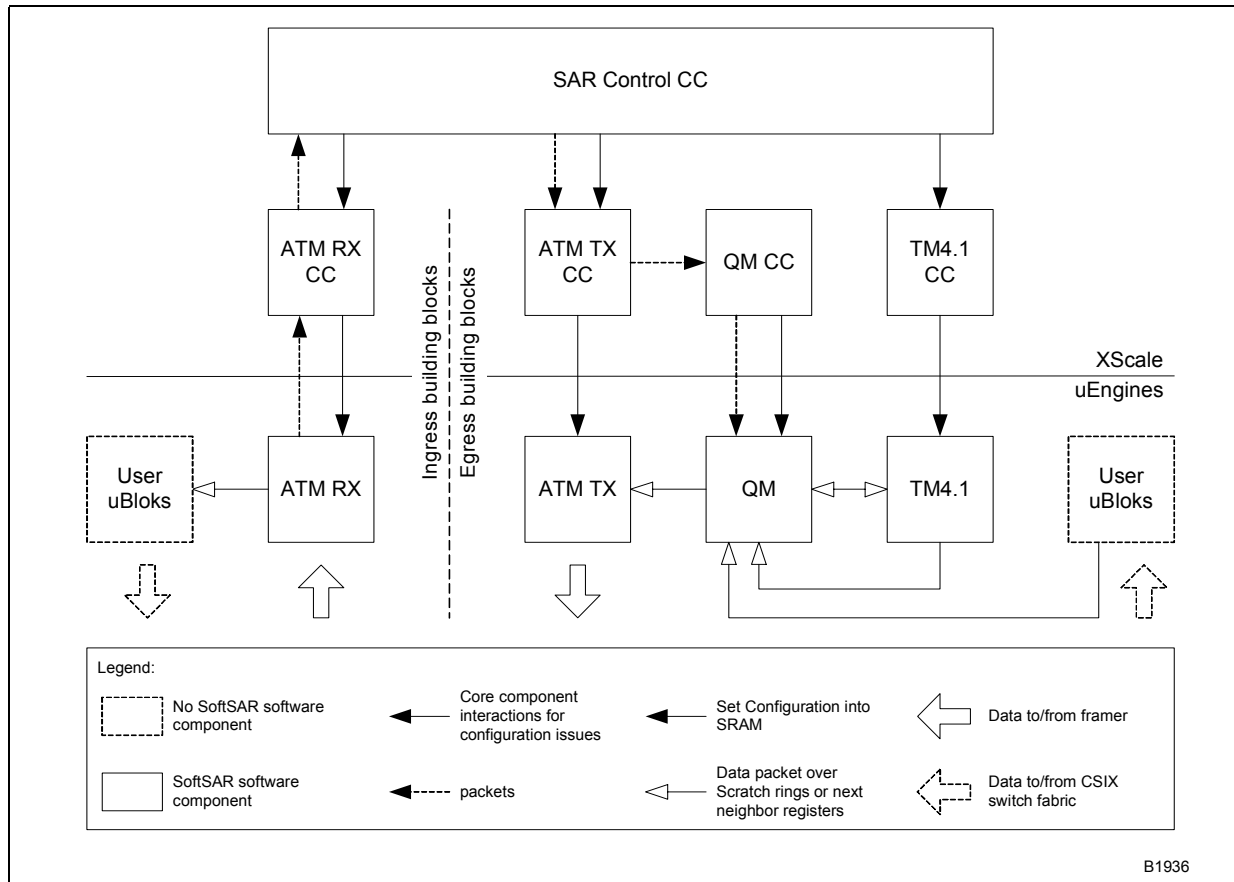 SAR Control CC
ATM RX
CC
ATM TX
CC
QM CC
TM4.1
CC
Ingress building blocks
Egress building blocks
XScale
uEngines
User
uBloks
ATM RX
ATM TX
QM
TM4.1
User
uBloks
Legend:
No SoftSAR software
component
Core component
interactions for
configuration issues
Set Configuration into
SRAM
Data to/from framer
SoftSAR software
component
packets
Data packet over
Scratch rings or next
neighbor registers
Data to/from CSIX
switch fabric
B1936